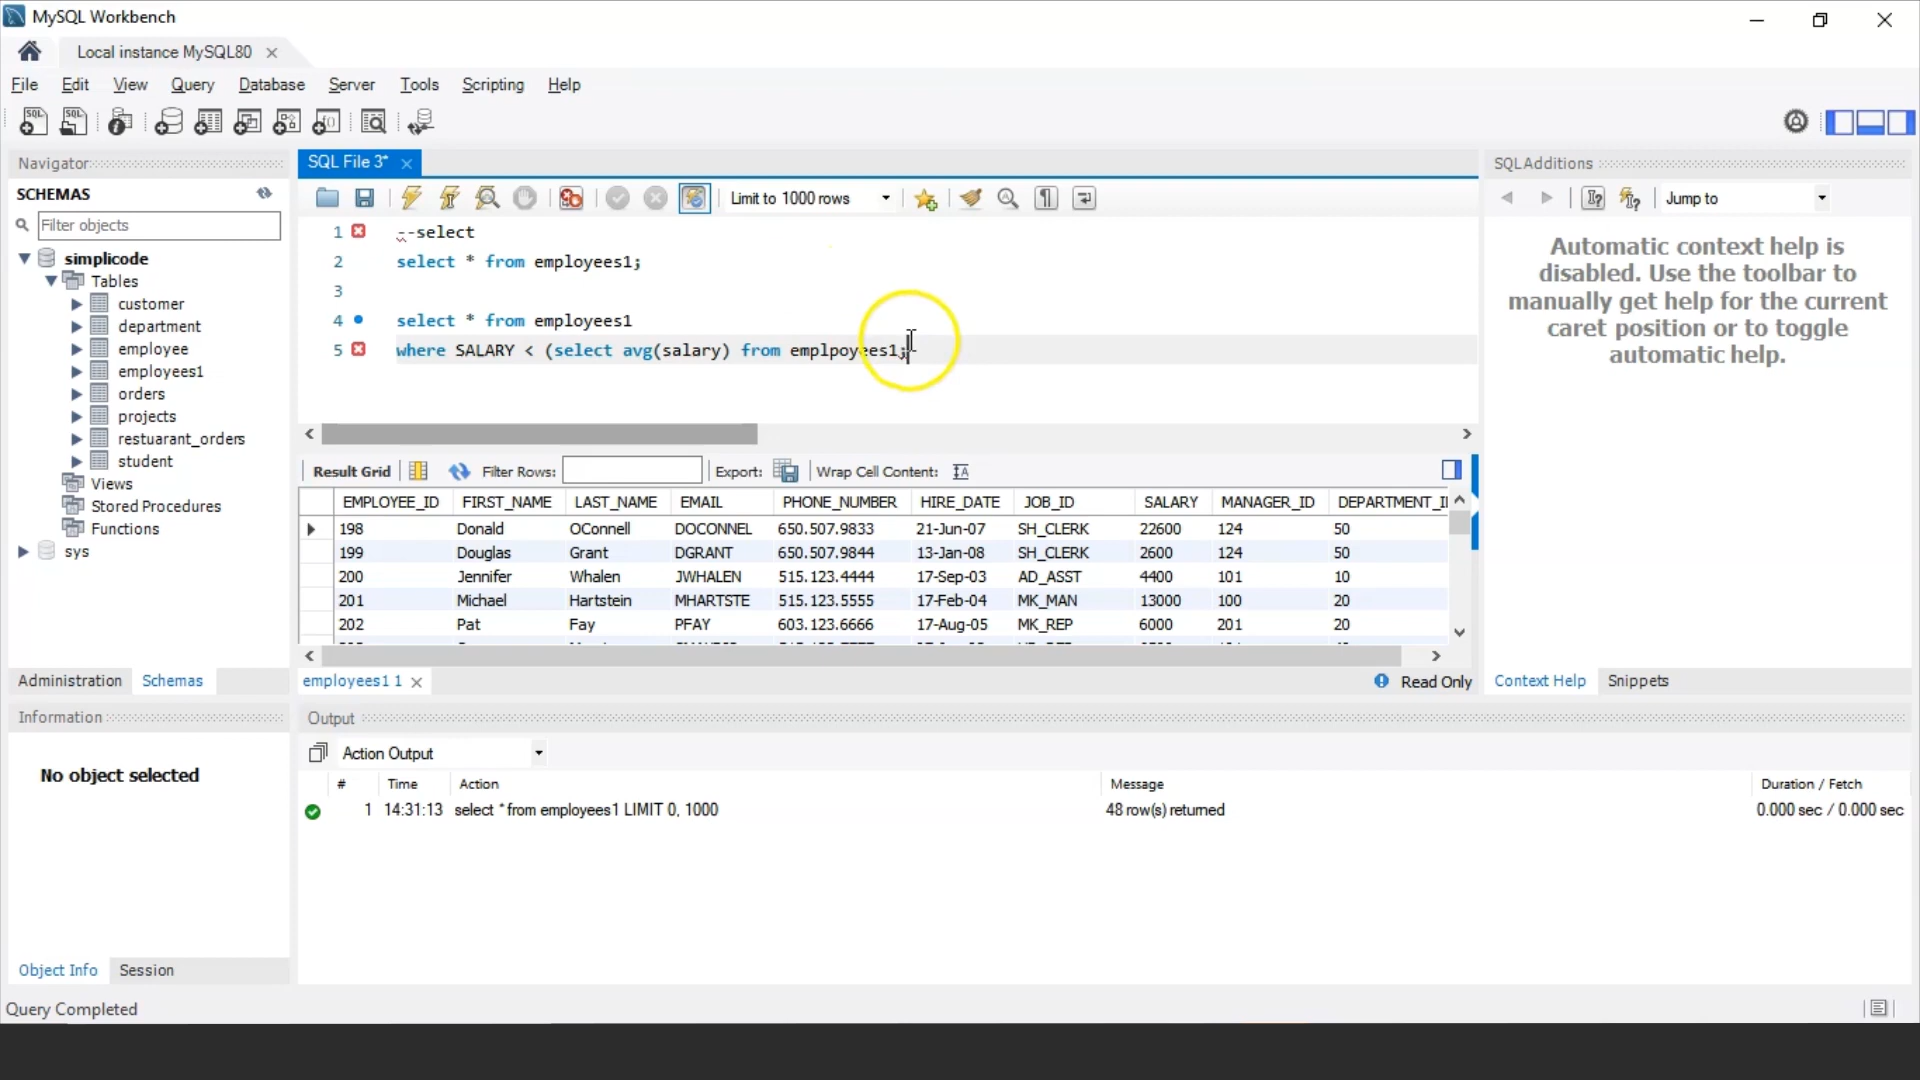 MySQL Workbench
Local instance MySQL80
File Edit View Query Database Server Tools Scripting Help
Navigator
SCHEMAS
Filter objects
simplicode
Tables
customer
department
employee
employees1
orders
projects
restuarant_orders
student
Views
Stored Procedures
Functions
sys
Administration Schemas
Information
No object selected
Object Info Session
Query Completed
SQL File 3*
Limit to 1000 rows
1 --select
2 select * from employees1;
3
4 select * from employees1
5 where SALARY < (select avg(salary) from emplpoyees1;
Result Grid Filter Rows: Export: Wrap Cell Content:
EMPLOYEE_ID FIRST_NAME LAST_NAME EMAIL PHONE_NUMBER HIRE_DATE JOB_ID SALARY MANAGER_ID
198 Donald OConnell DOCONNEL 650.507.9833 21-Jun-07 SH_CLERK 22600 124 50
199 Douglas Grant DGRANT 650.507.9844 13-Jan-08 SH_CLERK 2600 124 50
200 Jennifer Whalen JWHALEN 515.123.4444 17-Sep-03 AD_ASST 4400 101 10
201 Michael Hartstein MHARTSTE 515.123.5555 17-Feb-04 MK_MAN 13000 100 20
202 Pat Fay PFAY 603.123.6666 17-Aug-05 MK_REP 6000 201 20
employees1 1
Read Only
Output
Action Output
# Time Action Message Duration / Fetch
1 14:31:13 select * from employees1 LIMIT 0, 1000 48 row(s) returned 0.000 sec / 0.000 sec
SQLAdditions
Jump to
Automatic context help is
disabled. Use the toolbar to
manually get help for the current
caret position or to toggle
automatic help.
Context Help Snippets